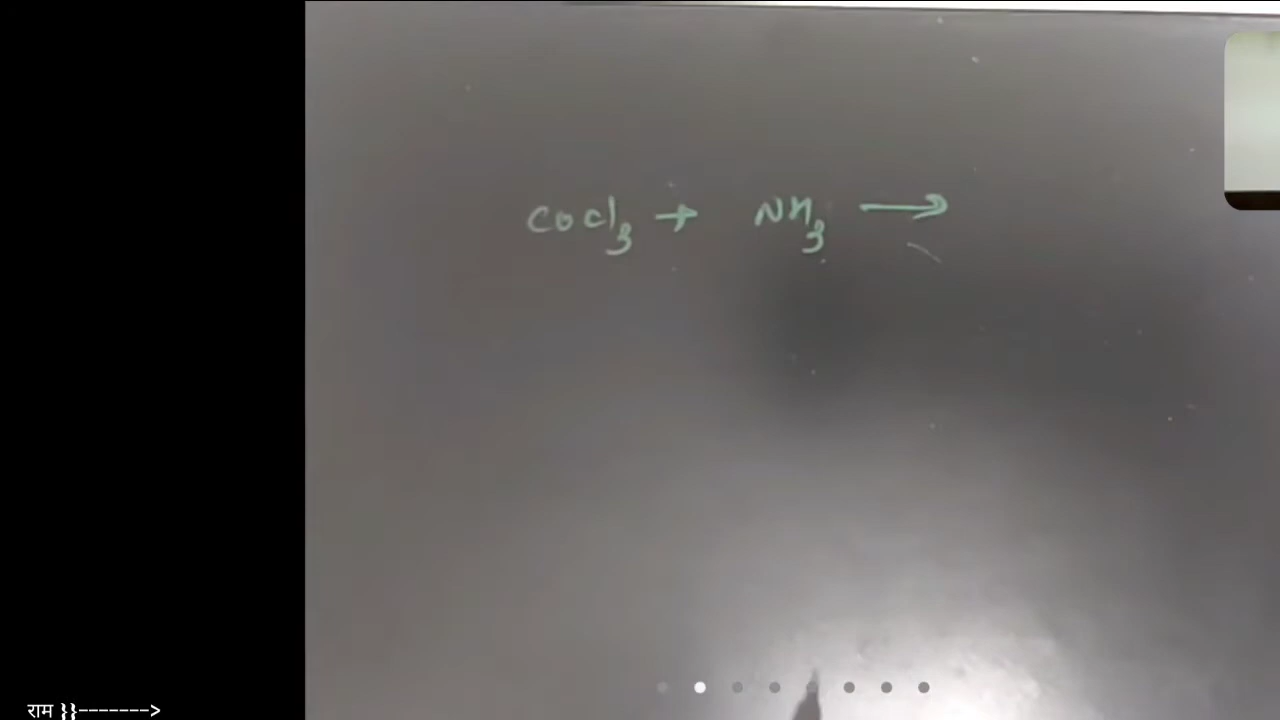 CoCl₃ + NH₃ ⟶
राम }}------->